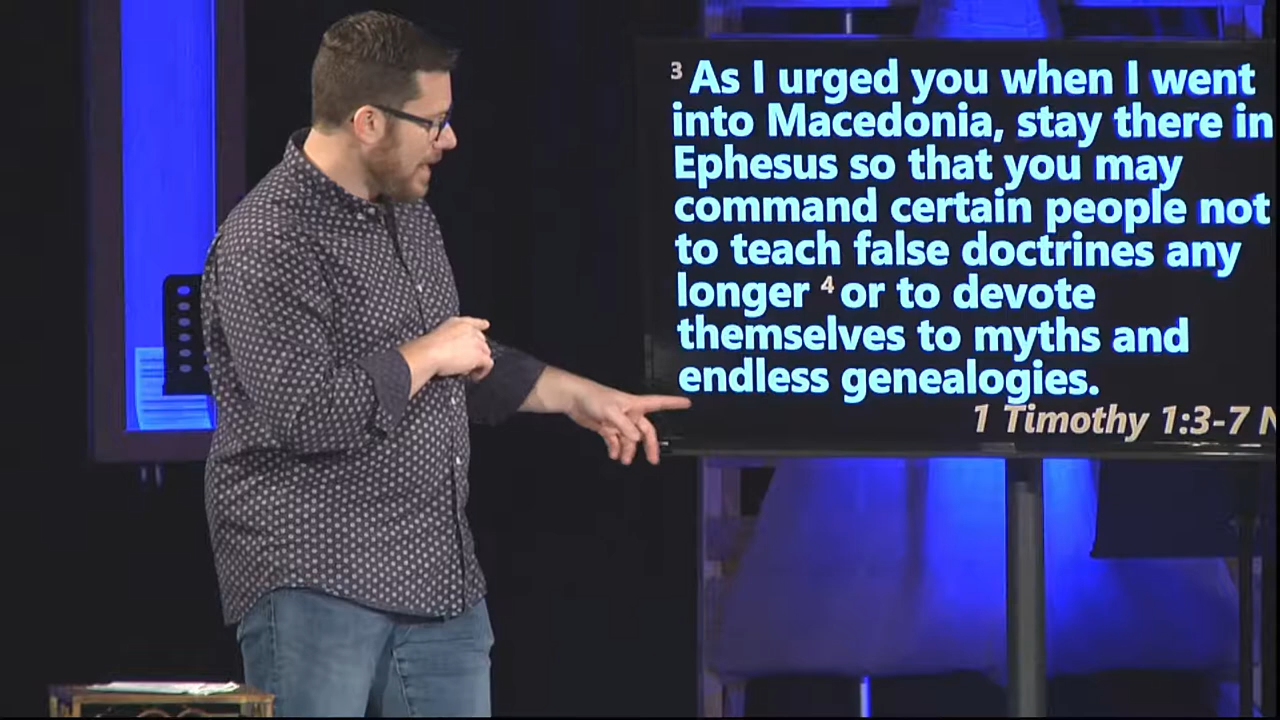 3 As I urged you when I went
into Macedonia, stay there in
Ephesus so that you may
command certain people not
to teach false doctrines any
longer 4 or to devote
themselves to myths and
endless genealogies.
1 Timothy 1:3-7 N